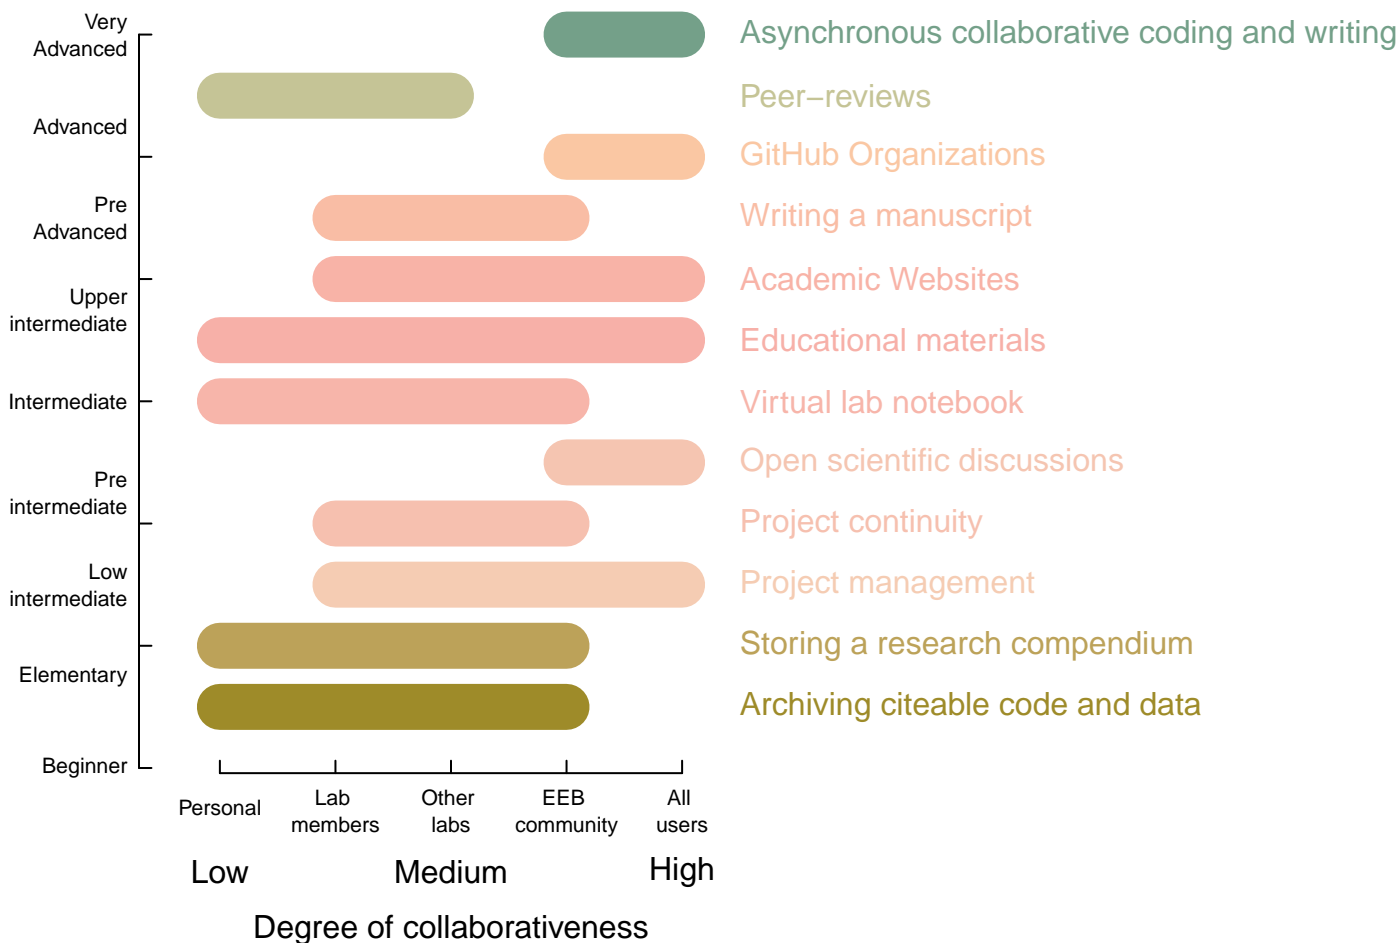 Very
Advanced
Asynchronous collaborative coding and writing
Peer−reviews
Advanced
GitHub Organizations
Pre
Advanced
Writing a manuscript
Academic Websites
Upper
intermediate
Educational materials
Intermediate
Virtual lab notebook
Open scientific discussions
Pre
intermediate
Project continuity
Low
intermediate
Project management
Storing a research compendium
Elementary
Archiving citeable code and data
Beginner
Personal
Lab
members
Other
labs
EEB
community
All
users
Low
Medium
High
Degree of collaborativeness